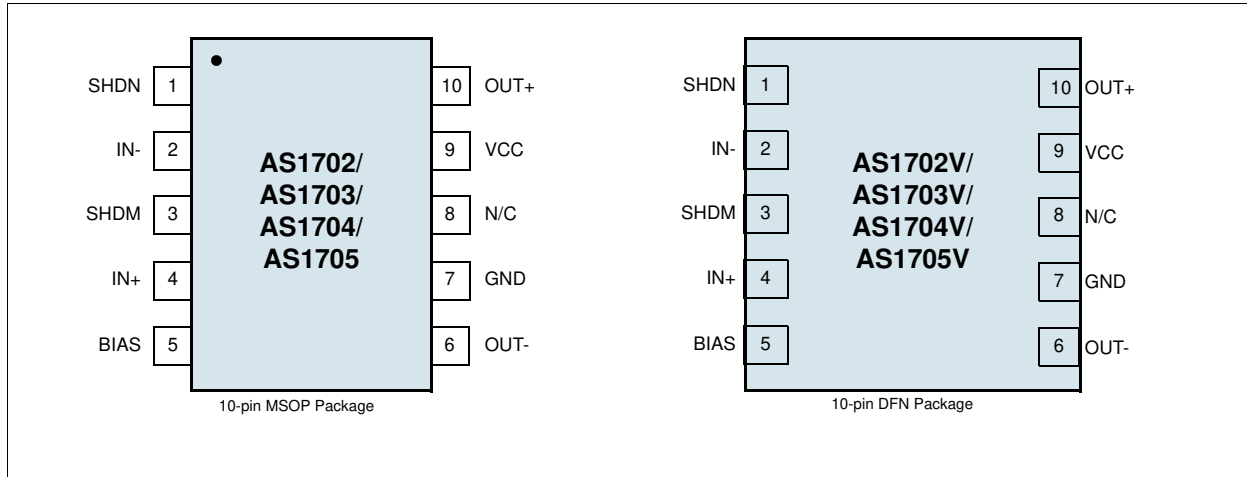 SHDN 1 10 OUT+
IN- 2 9 VCC
SHDM 3 8 N/C
IN+ 4 7 GND
BIAS 5 6 OUT-
AS1702/
AS1703/
AS1704/
AS1705
10-pin MSOP Package
SHDN 1 10 OUT+
IN- 2 9 VCC
SHDM 3 8 N/C
IN+ 4 7 GND
BIAS 5 6 OUT-
AS1702V/
AS1703V/
AS1704V/
AS1705V
10-pin DFN Package